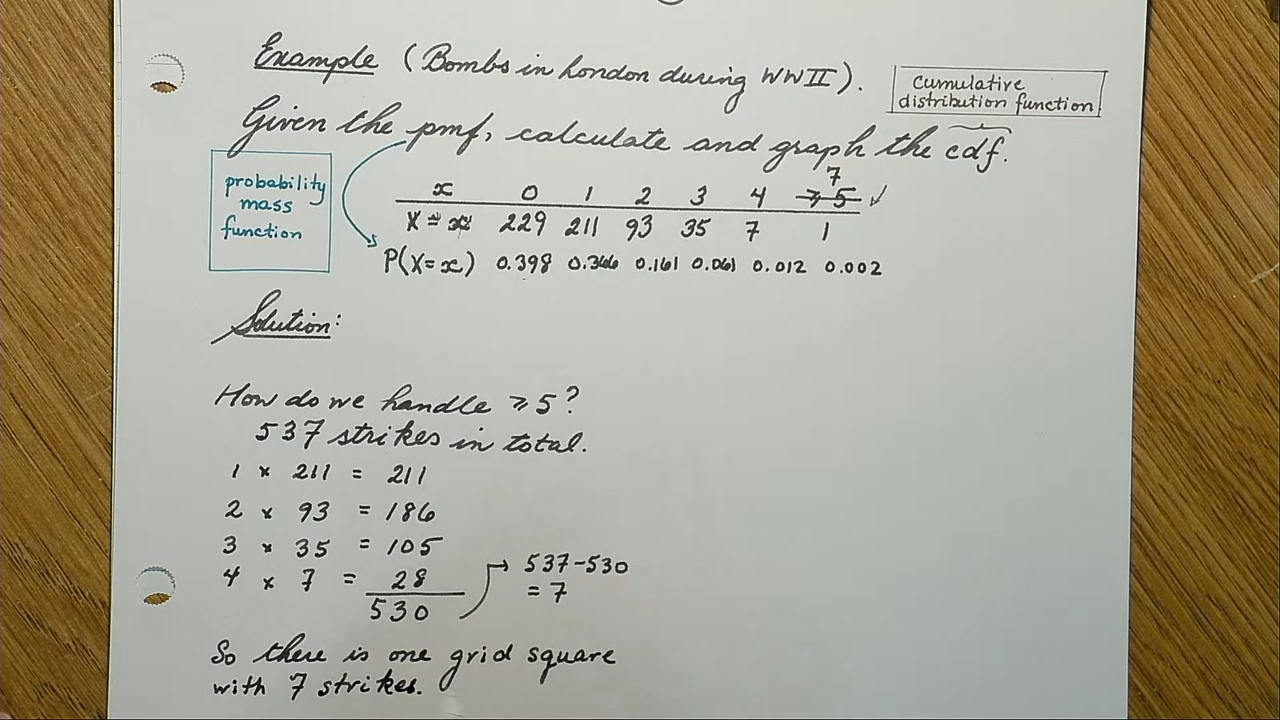 Example (Bombs in London during WWII).
Cumulative
distribution function
Given the pmf, calculate and graph the cdf.
probability
mass
function
7
x 0 1 2 3 4 ≥ 5 ✓
X = x 229 211 93 35 7 1
P(X=x) 0.398 0.366 0.161 0.061 0.012 0.002
Solution:
How do we handle ≥ 5?
537 strikes in total.
1 × 211 = 211
2 × 93 = 186
3 × 35 = 105
4 × 7 = 28
530
537-530
= 7
So there is one grid square
with 7 strikes.